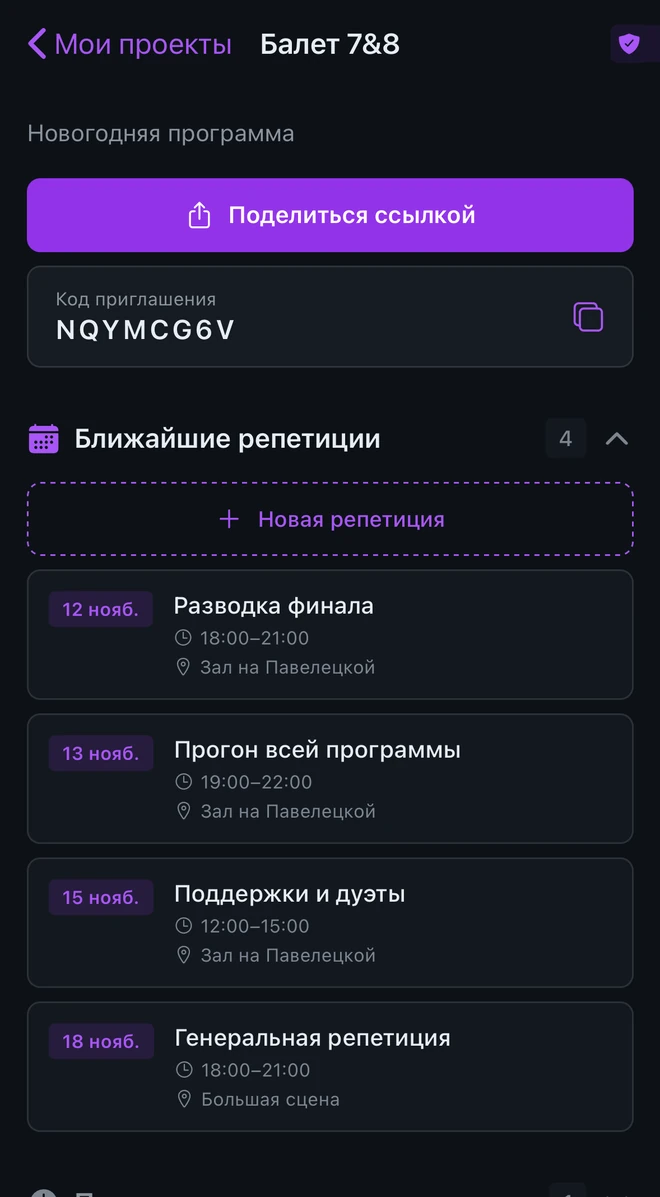 Мои проекты Балет 7&8
Новогодняя программа
Поделиться ссылкой
Код приглашения
NQYMCG6V
Ближайшие репетиции 4
Новая репетиция
12 нояб. Разводка финала
18:00–21:00
Зал на Павелецкой
13 нояб. Прогон всей программы
19:00–22:00
Зал на Павелецкой
15 нояб. Поддержки и дуэты
12:00–15:00
Зал на Павелецкой
18 нояб. Генеральная репетиция
18:00–21:00
Большая сцена